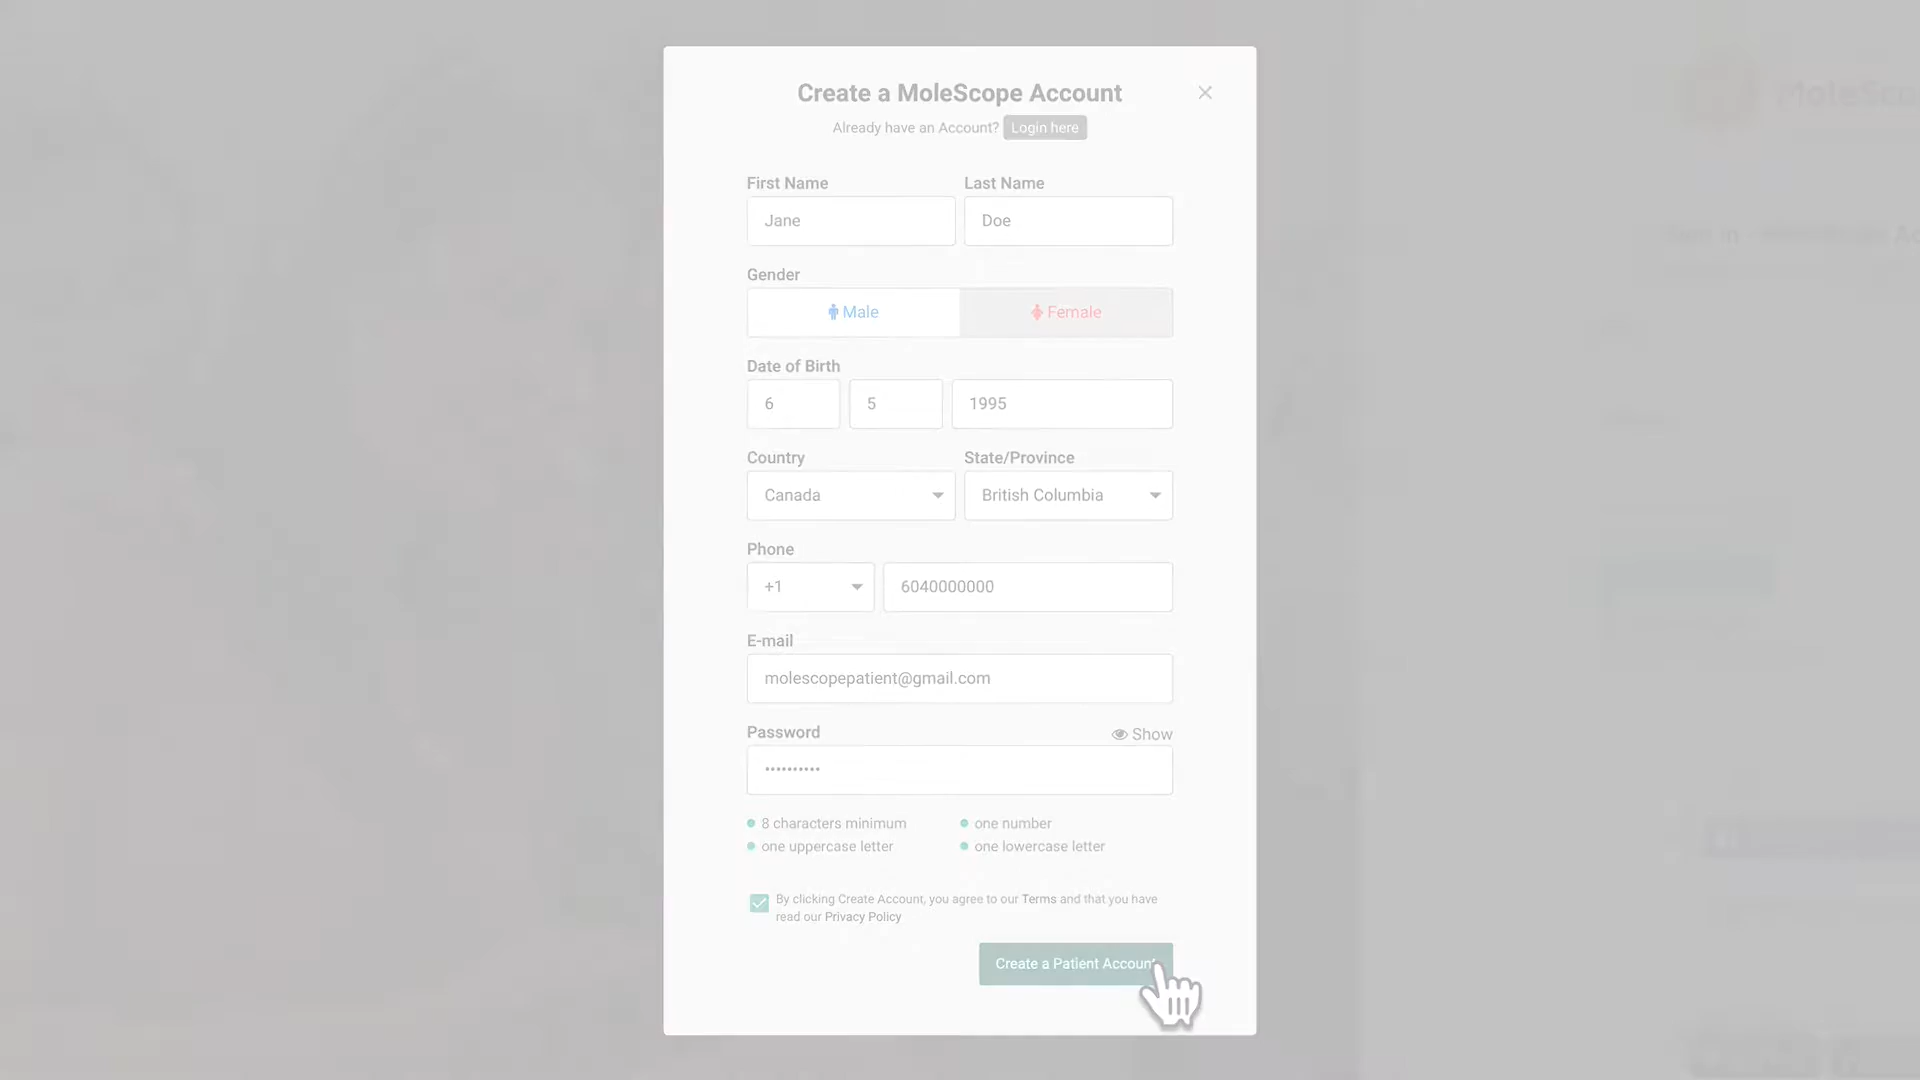 Create a MoleScope Account
Already have an Account? Login here
First Name Last Name
Jane Doe
Gender
Male Female
Date of Birth
6 5 1995
Country State/Province
Canada British Columbia
Phone
+1 6040000000
E-mail
molescopepatient@gmail.com
Password Show
••••••••••
8 characters minimum one number
one uppercase letter one lowercase letter
By clicking Create Account, you agree to our Terms and that you have
read our Privacy Policy
Create a Patient Account
MoleSco
Sign in